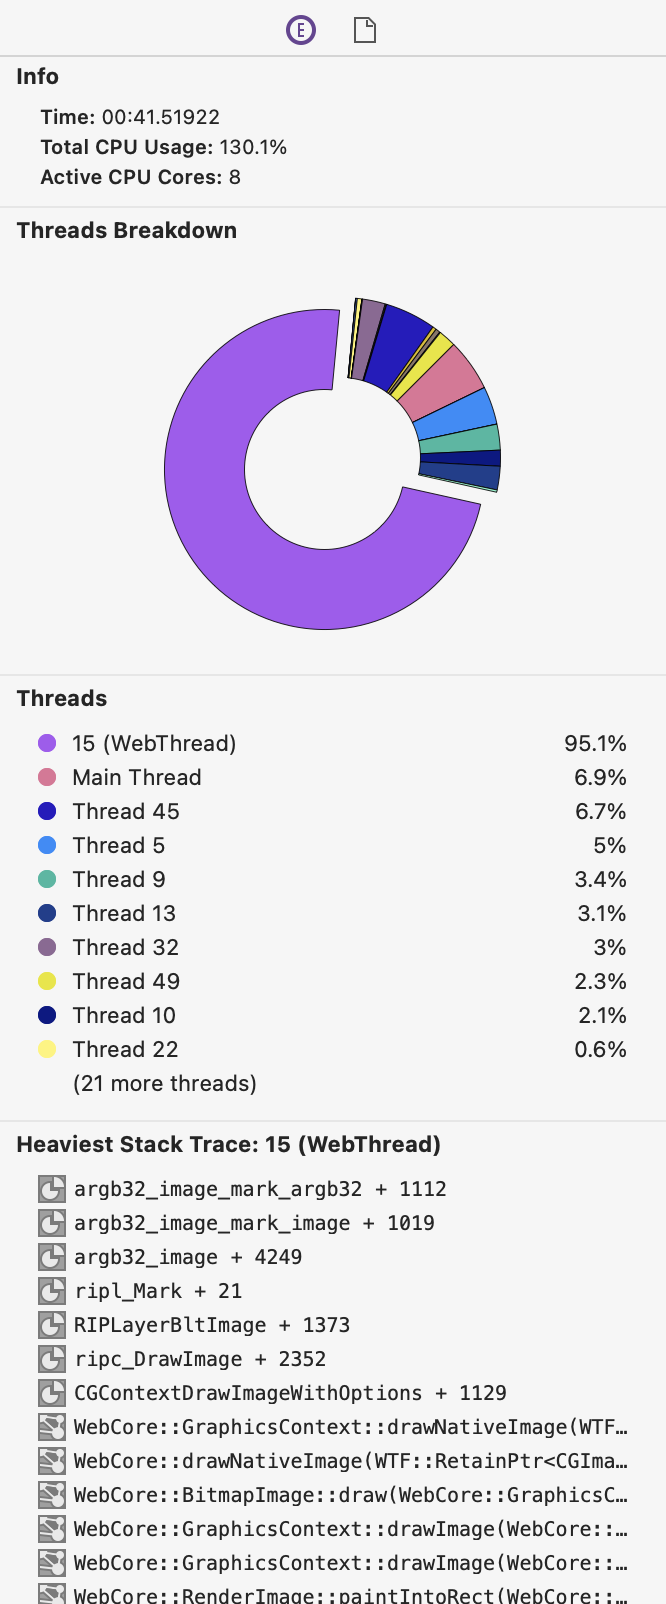 E
Info
Time: 00:41.51922
Total CPU Usage: 130.1%
Active CPU Cores: 8
Threads Breakdown
Threads
15 (WebThread) 95.1%
Main Thread 6.9%
Thread 45 6.7%
Thread 5 5%
Thread 9 3.4%
Thread 13 3.1%
Thread 32 3%
Thread 49 2.3%
Thread 10 2.1%
Thread 22 0.6%
(21 more threads)
Heaviest Stack Trace: 15 (WebThread)
argb32_image_mark_argb32 + 1112
argb32_image_mark_image + 1019
argb32_image + 4249
ripl_Mark + 21
RIPLayerBltImage + 1373
ripc_DrawImage + 2352
CGContextDrawImageWithOptions + 1129
WebCore::GraphicsContext::drawNativeImage(WTF…
WebCore::drawNativeImage(WTF::RetainPtr<CGIma…
WebCore::BitmapImage::draw(WebCore::GraphicsC…
WebCore::GraphicsContext::drawImage(WebCore::…
WebCore::GraphicsContext::drawImage(WebCore::…
WebCore::RenderImage::paintIntoRect(WebCore::…